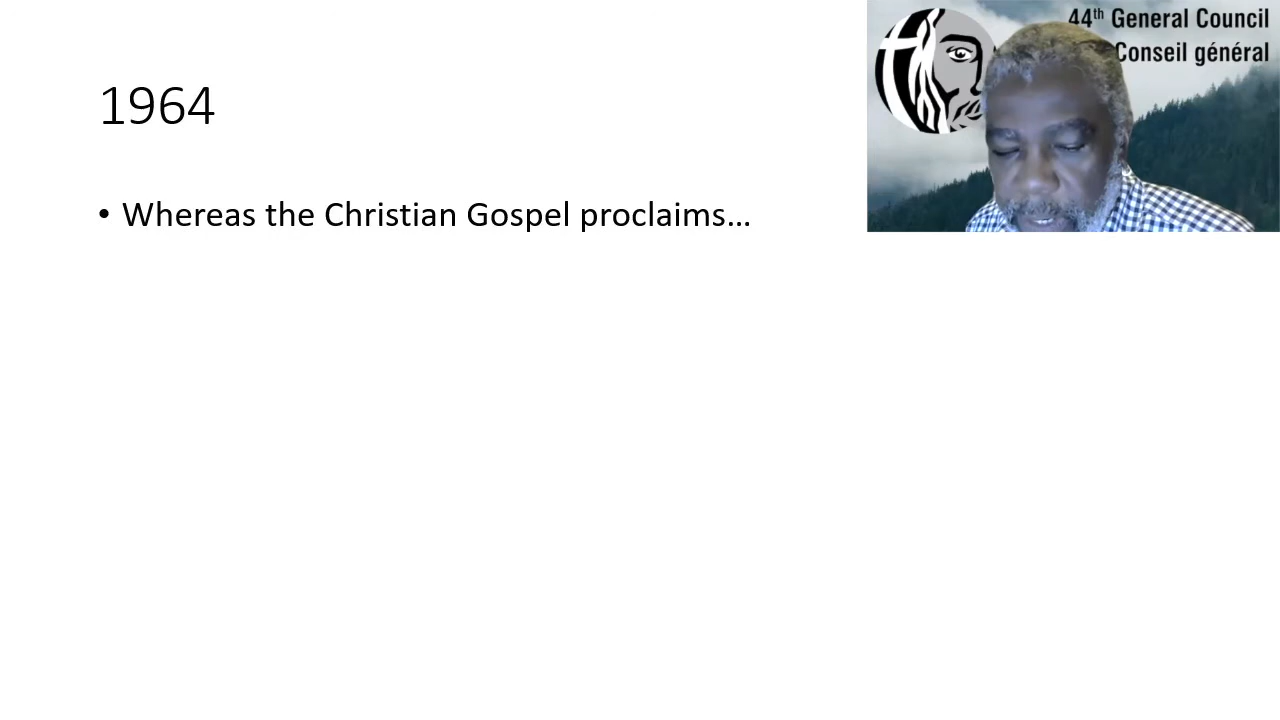 44th General Council
Conseil général
1964
• Whereas the Christian Gospel proclaims...